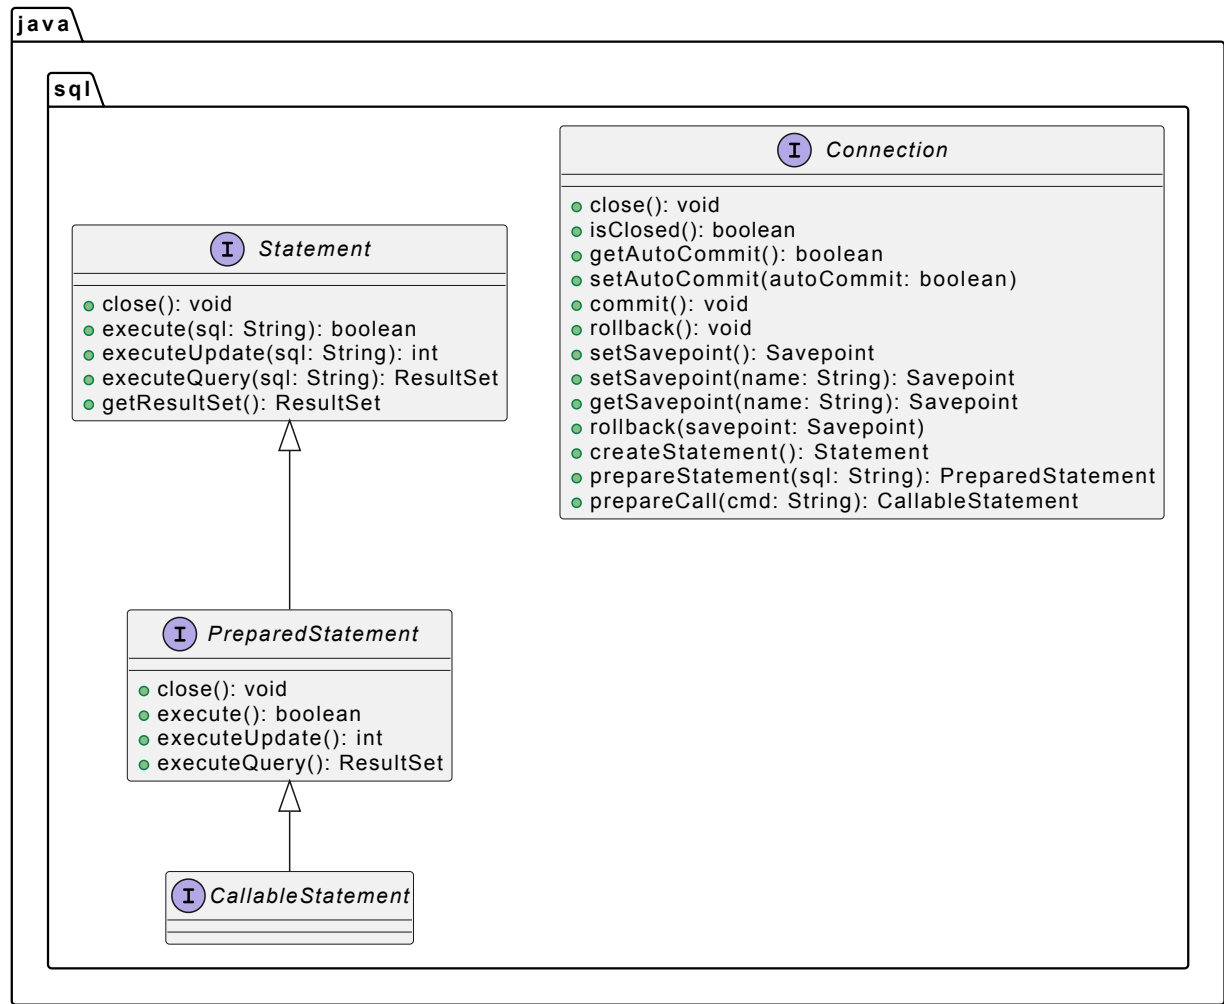 java
sql
I Statement
close(): void
execute(sql: String): boolean
executeUpdate(sql: String): int
executeQuery(sql: String): ResultSet
getResultSet(): ResultSet
I Connection
close(): void
isClosed(): boolean
getAutoCommit(): boolean
setAutoCommit(autoCommit: boolean)
commit(): void
rollback(): void
setSavepoint(): Savepoint
setSavepoint(name: String): Savepoint
getSavepoint(name: String): Savepoint
rollback(savepoint: Savepoint)
createStatement(): Statement
prepareStatement(sql: String): PreparedStatement
prepareCall(cmd: String): CallableStatement
I PreparedStatement
close(): void
execute(): boolean
executeUpdate(): int
executeQuery(): ResultSet
I CallableStatement